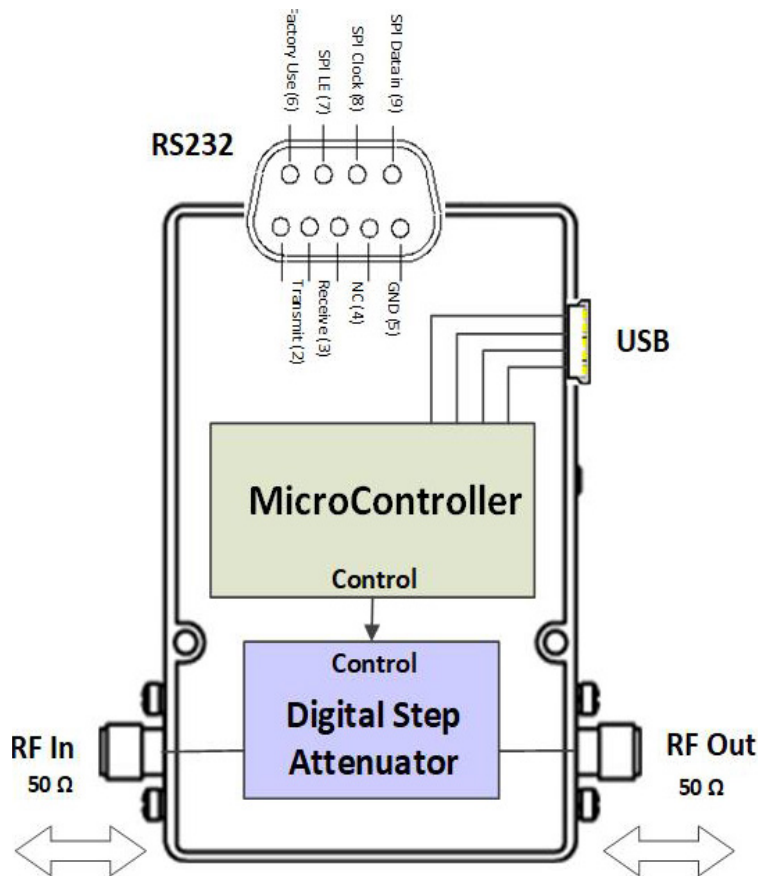 Factory Use (6)
SPI LE (7)
SPI Clock (8)
SPI Data in (9)
RS232
Transmit (2)
Receive (3)
NC (4)
GND (5)
USB
MicroController
Control
Control
Digital Step
Attenuator
RF In
50 Ω
RF Out
50 Ω